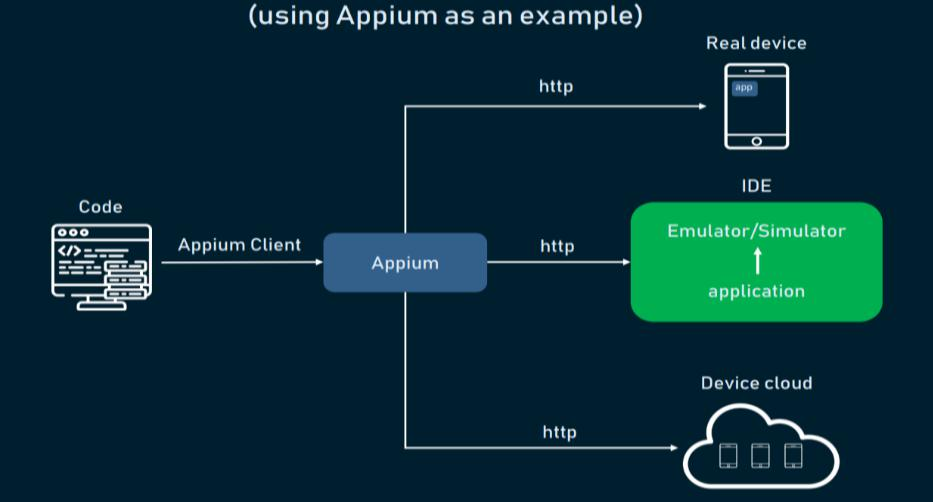 (using Appium as an example)
Real device
http
app
IDE
Code
</>
Emulator/Simulator
Appium Client
http
Appium
application
Device cloud
http